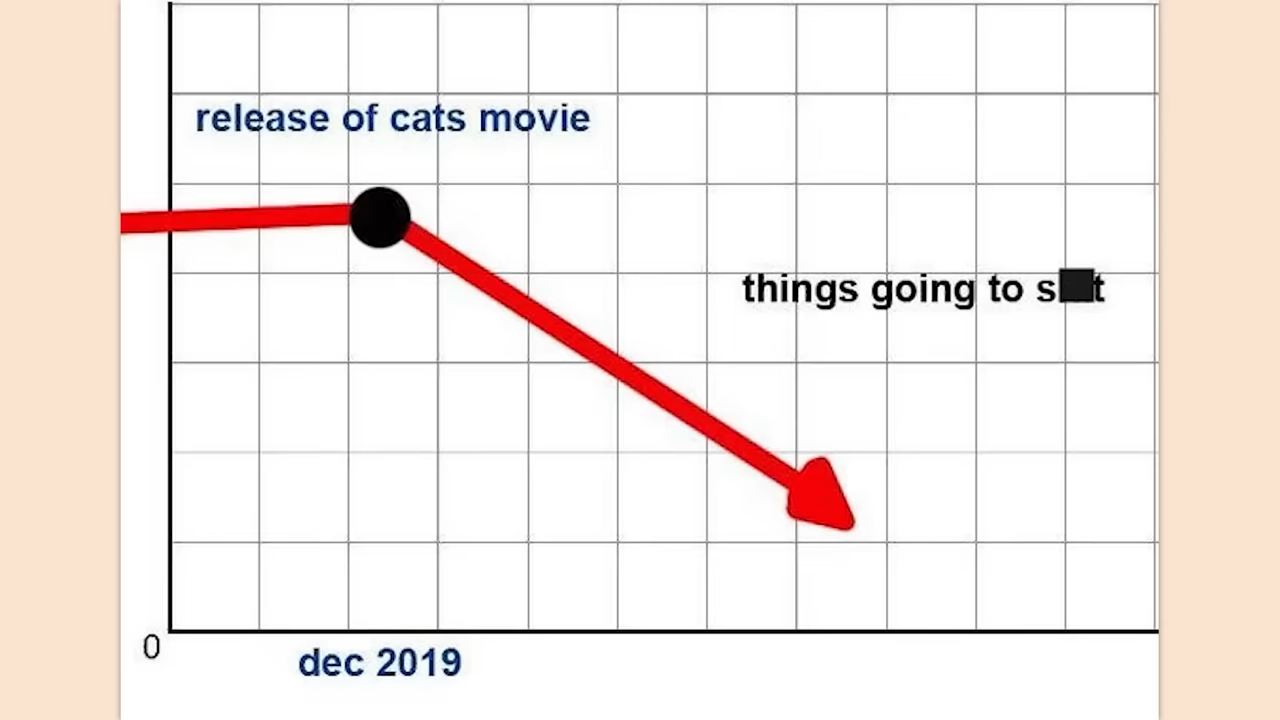 release of cats movie
things going to s■t
0
dec 2019